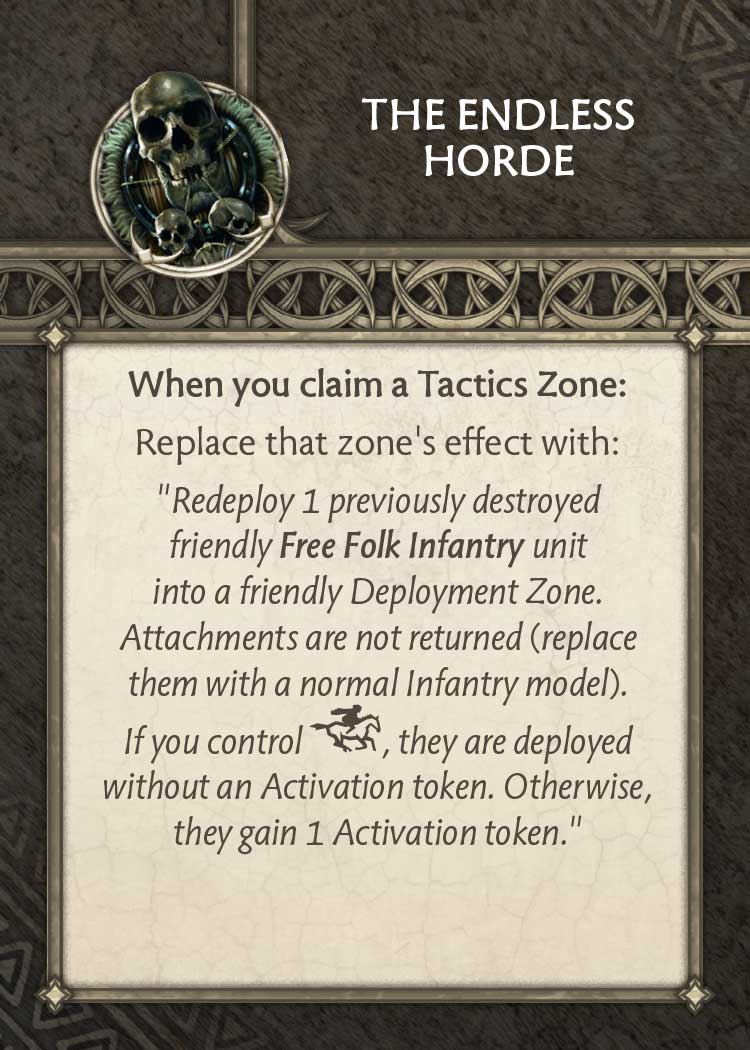 THE ENDLESS
HORDE
When you claim a Tactics Zone:
Replace that zone's effect with:
"Redeploy 1 previously destroyed
friendly Free Folk Infantry unit
into a friendly Deployment Zone.
Attachments are not returned (replace
them with a normal Infantry model).
If you control , they are deployed
without an Activation token. Otherwise,
they gain 1 Activation token."